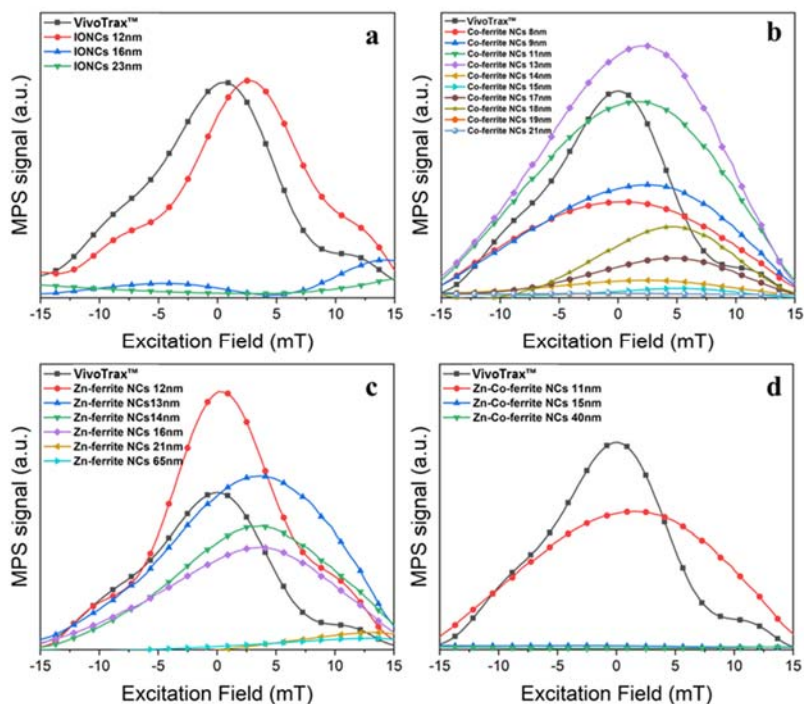 VivoTrax™
IONCs 12nm
IONCs 16nm
IONCs 23nm
a
MPS signal (a.u.)
-15 -10 -5 0 5 10 15
Excitation Field (mT)
VivoTrax™
Co-ferrite NCs 8nm
Co-ferrite NCs 9nm
Co-ferrite NCs 11nm
Co-ferrite NCs 13nm
Co-ferrite NCs 14nm
Co-ferrite NCs 15nm
Co-ferrite NCs 17nm
Co-ferrite NCs 18nm
Co-ferrite NCs 19nm
Co-ferrite NCs 21nm
b
MPS signal (a.u.)
-15 -10 -5 0 5 10 15
Excitation Field (mT)
VivoTrax™
Zn-ferrite NCs 12nm
Zn-ferrite NCs13nm
Zn-ferrite NCs14nm
Zn-ferrite NCs 16nm
Zn-ferrite NCs 21nm
Zn-ferrite NCs 65nm
c
MPS signal (a.u.)
-15 -10 -5 0 5 10 15
Excitation Field (mT)
VivoTrax™
Zn-Co-ferrite NCs 11nm
Zn-Co-ferrite NCs 15nm
Zn-Co-ferrite NCs 40nm
d
MPS signal (a.u.)
-15 -10 -5 0 5 10 15
Excitation Field (mT)